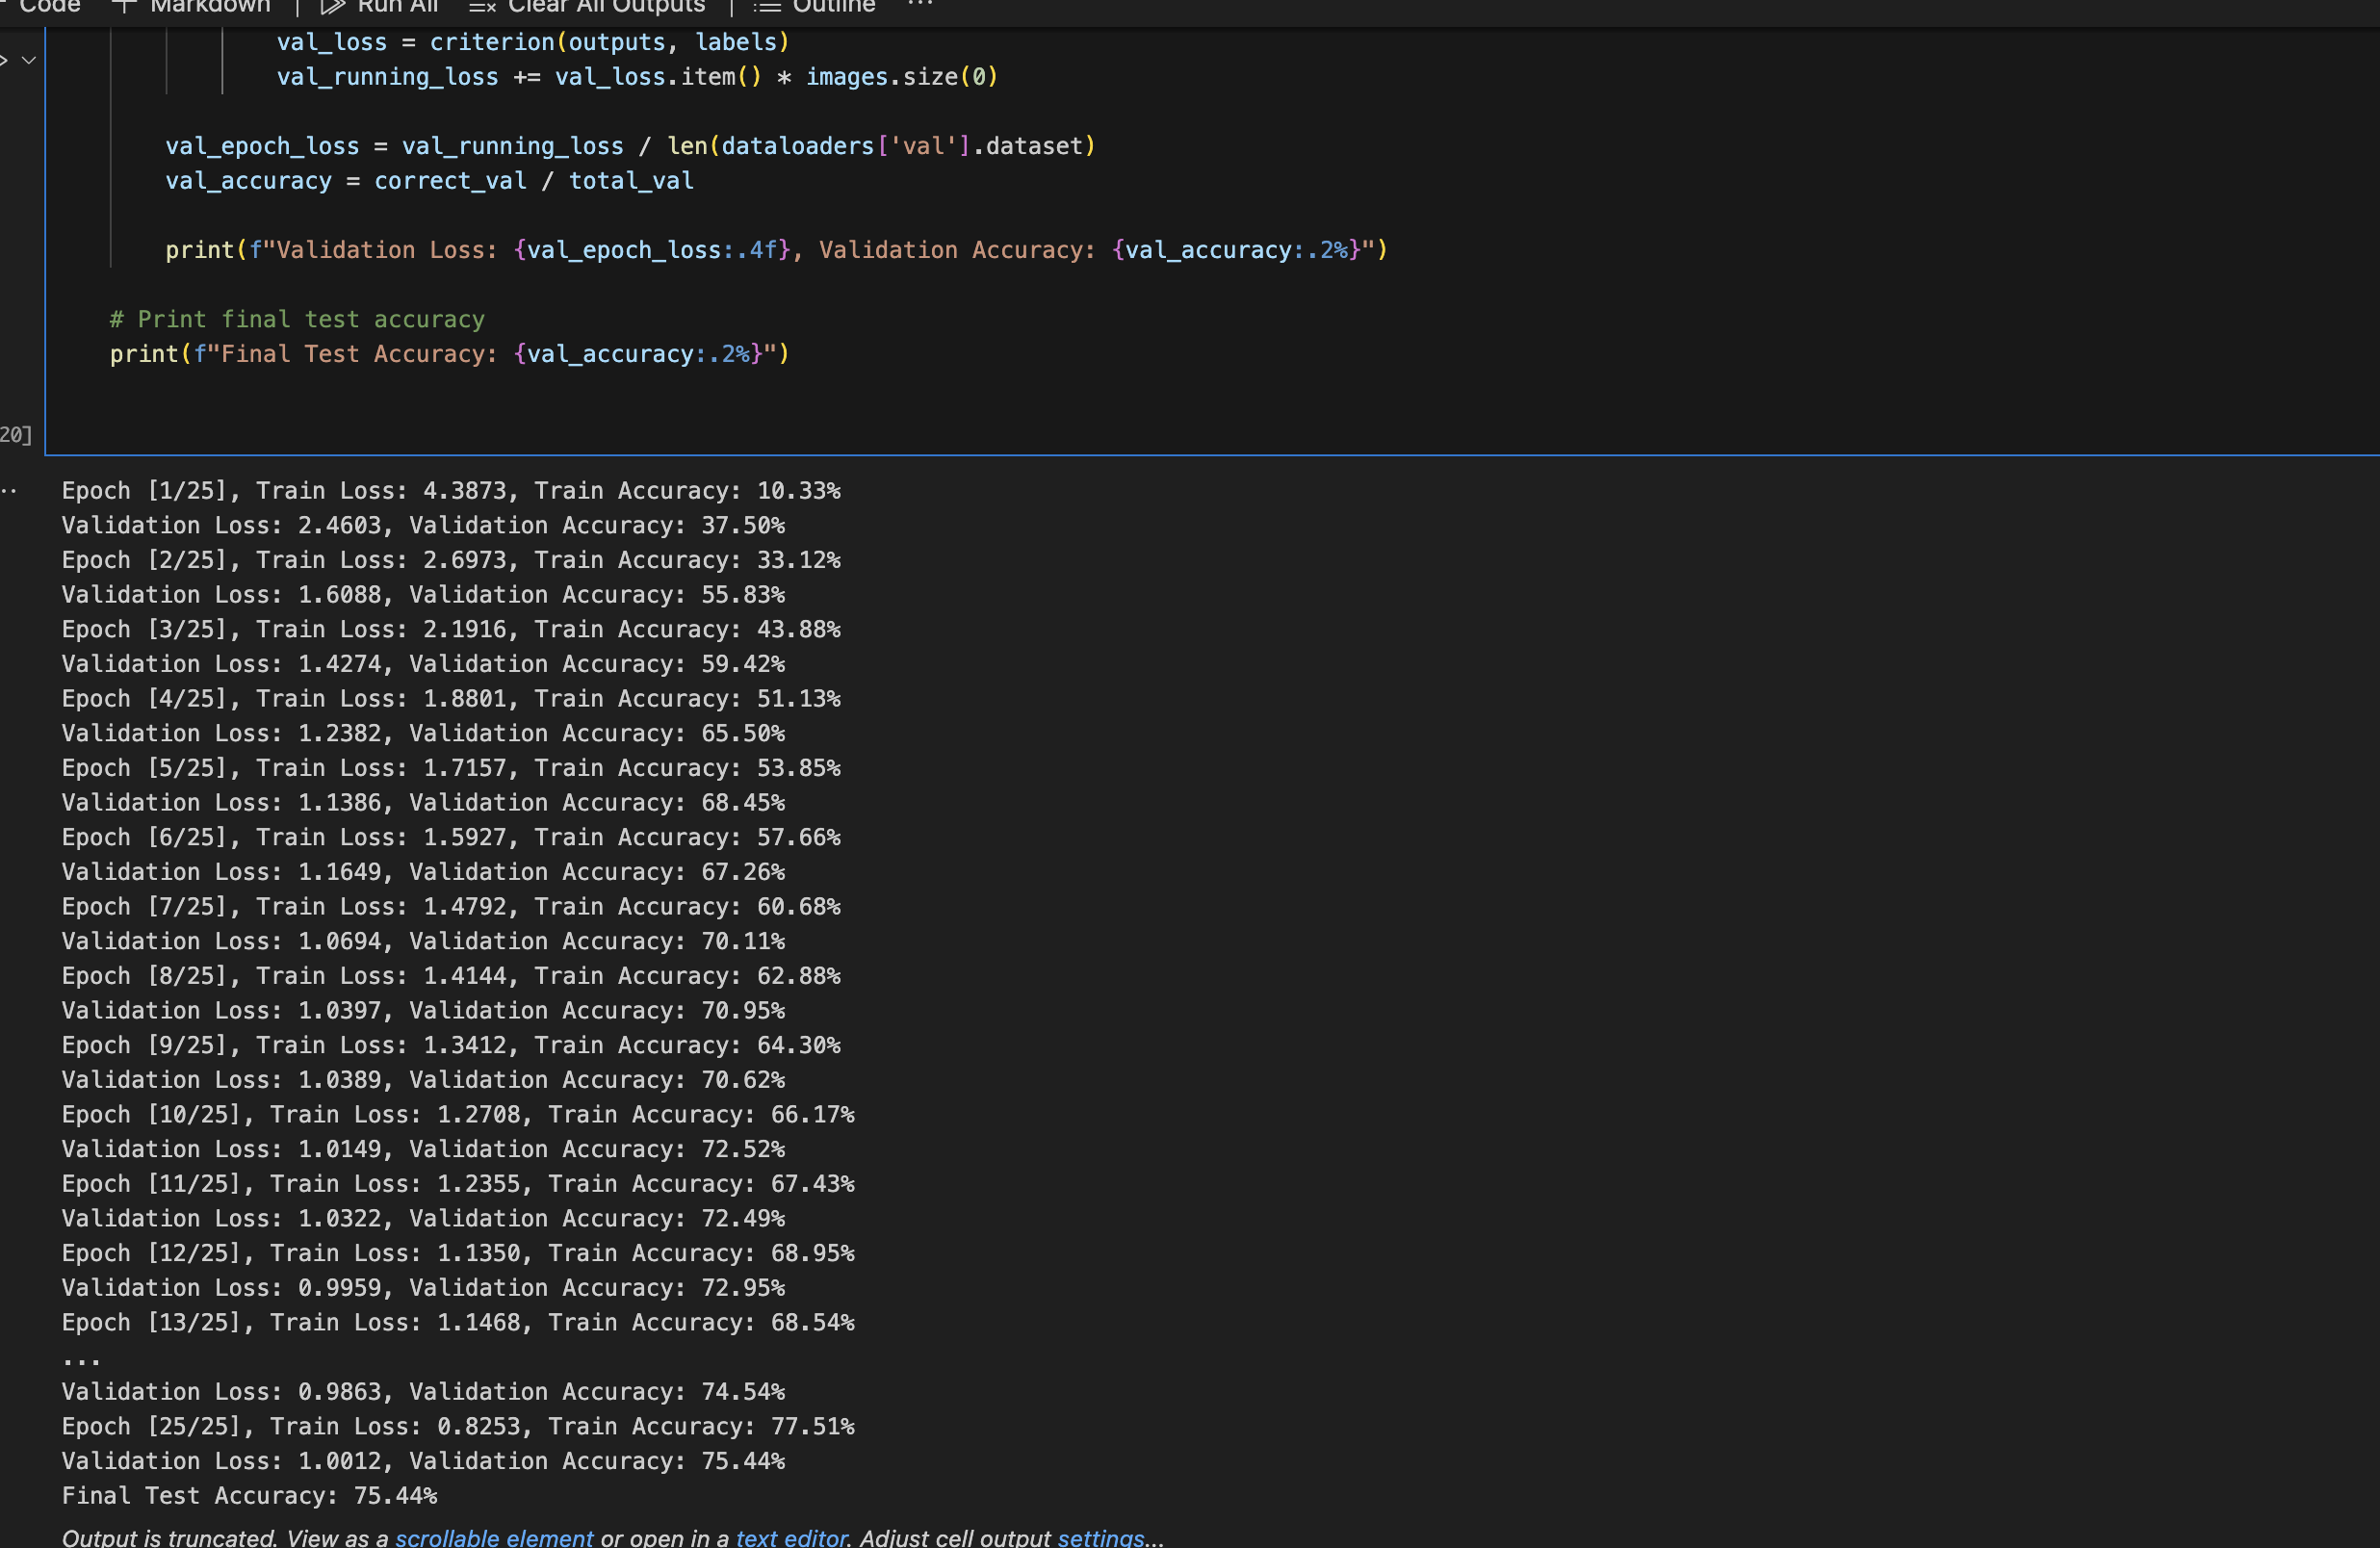 Code + Markdown | Run All Clear All Outputs | Outline ...
val_loss = criterion(outputs, labels)
val_running_loss += val_loss.item() * images.size(0)
val_epoch_loss = val_running_loss / len(dataloaders['val'].dataset)
val_accuracy = correct_val / total_val
print(f"Validation Loss: {val_epoch_loss:.4f}, Validation Accuracy: {val_accuracy:.2%}")
# Print final test accuracy
print(f"Final Test Accuracy: {val_accuracy:.2%}")
20]
Epoch [1/25], Train Loss: 4.3873, Train Accuracy: 10.33%
Validation Loss: 2.4603, Validation Accuracy: 37.50%
Epoch [2/25], Train Loss: 2.6973, Train Accuracy: 33.12%
Validation Loss: 1.6088, Validation Accuracy: 55.83%
Epoch [3/25], Train Loss: 2.1916, Train Accuracy: 43.88%
Validation Loss: 1.4274, Validation Accuracy: 59.42%
Epoch [4/25], Train Loss: 1.8801, Train Accuracy: 51.13%
Validation Loss: 1.2382, Validation Accuracy: 65.50%
Epoch [5/25], Train Loss: 1.7157, Train Accuracy: 53.85%
Validation Loss: 1.1386, Validation Accuracy: 68.45%
Epoch [6/25], Train Loss: 1.5927, Train Accuracy: 57.66%
Validation Loss: 1.1649, Validation Accuracy: 67.26%
Epoch [7/25], Train Loss: 1.4792, Train Accuracy: 60.68%
Validation Loss: 1.0694, Validation Accuracy: 70.11%
Epoch [8/25], Train Loss: 1.4144, Train Accuracy: 62.88%
Validation Loss: 1.0397, Validation Accuracy: 70.95%
Epoch [9/25], Train Loss: 1.3412, Train Accuracy: 64.30%
Validation Loss: 1.0389, Validation Accuracy: 70.62%
Epoch [10/25], Train Loss: 1.2708, Train Accuracy: 66.17%
Validation Loss: 1.0149, Validation Accuracy: 72.52%
Epoch [11/25], Train Loss: 1.2355, Train Accuracy: 67.43%
Validation Loss: 1.0322, Validation Accuracy: 72.49%
Epoch [12/25], Train Loss: 1.1350, Train Accuracy: 68.95%
Validation Loss: 0.9959, Validation Accuracy: 72.95%
Epoch [13/25], Train Loss: 1.1468, Train Accuracy: 68.54%
...
Validation Loss: 0.9863, Validation Accuracy: 74.54%
Epoch [25/25], Train Loss: 0.8253, Train Accuracy: 77.51%
Validation Loss: 1.0012, Validation Accuracy: 75.44%
Final Test Accuracy: 75.44%
Output is truncated. View as a scrollable element or open in a text editor. Adjust cell output settings...